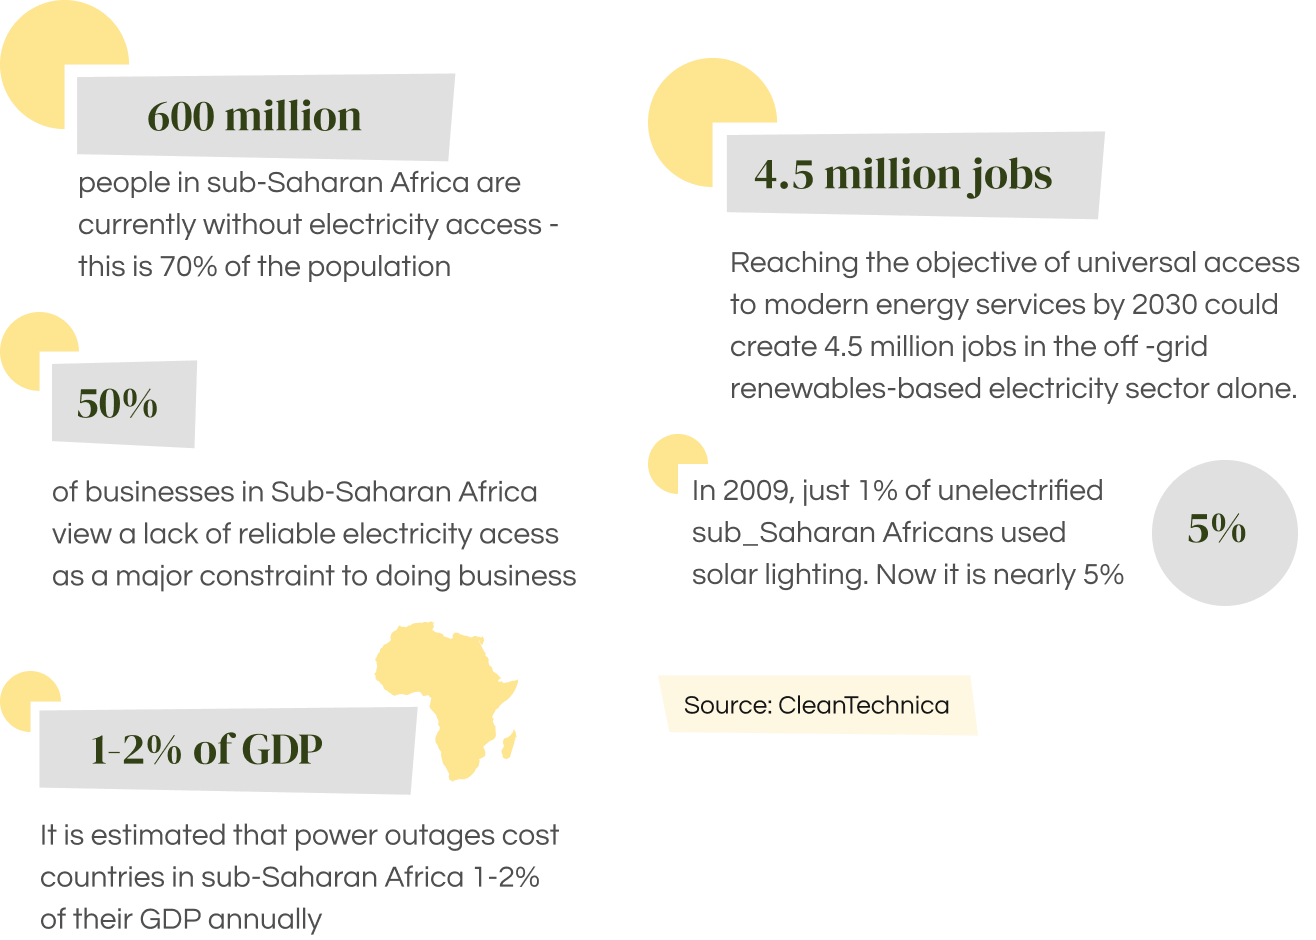 600 million
people in sub-Saharan Africa are
currently without electricity access -
this is 70% of the population
50%
of businesses in Sub-Saharan Africa
view a lack of reliable electricity acess
as a major constraint to doing business
1-2% of GDP
It is estimated that power outages cost
countries in sub-Saharan Africa 1-2%
of their GDP annually
4.5 million jobs
Reaching the objective of universal access
to modern energy services by 2030 could
create 4.5 million jobs in the off -grid
renewables-based electricity sector alone.
In 2009, just 1% of unelectrified
sub_Saharan Africans used
solar lighting. Now it is nearly 5%
5%
Source: CleanTechnica